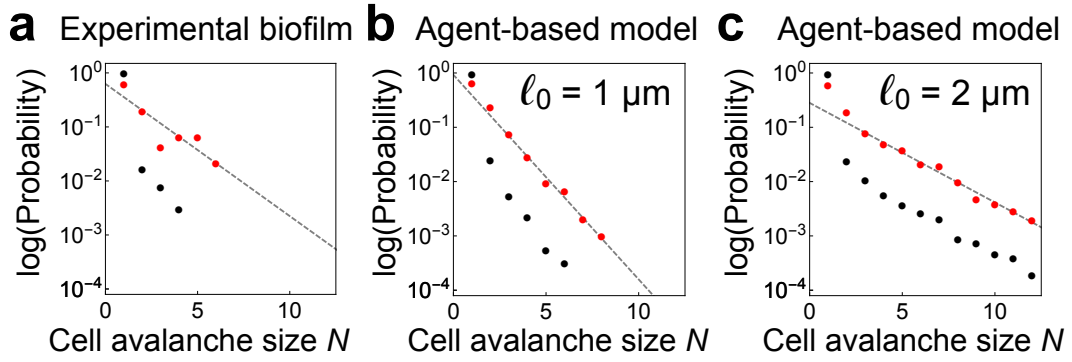 a Experimental biofilm
log(Probability)
10⁰
10⁻¹
10⁻²
10⁻³
10⁻⁴
0 5 10
Cell avalanche size N
b Agent-based model
ℓ₀ = 1 µm
log(Probability)
10⁰
10⁻¹
10⁻²
10⁻³
10⁻⁴
0 5 10
Cell avalanche size N
c Agent-based model
ℓ₀ = 2 µm
log(Probability)
10⁰
10⁻¹
10⁻²
10⁻³
10⁻⁴
0 5 10
Cell avalanche size N